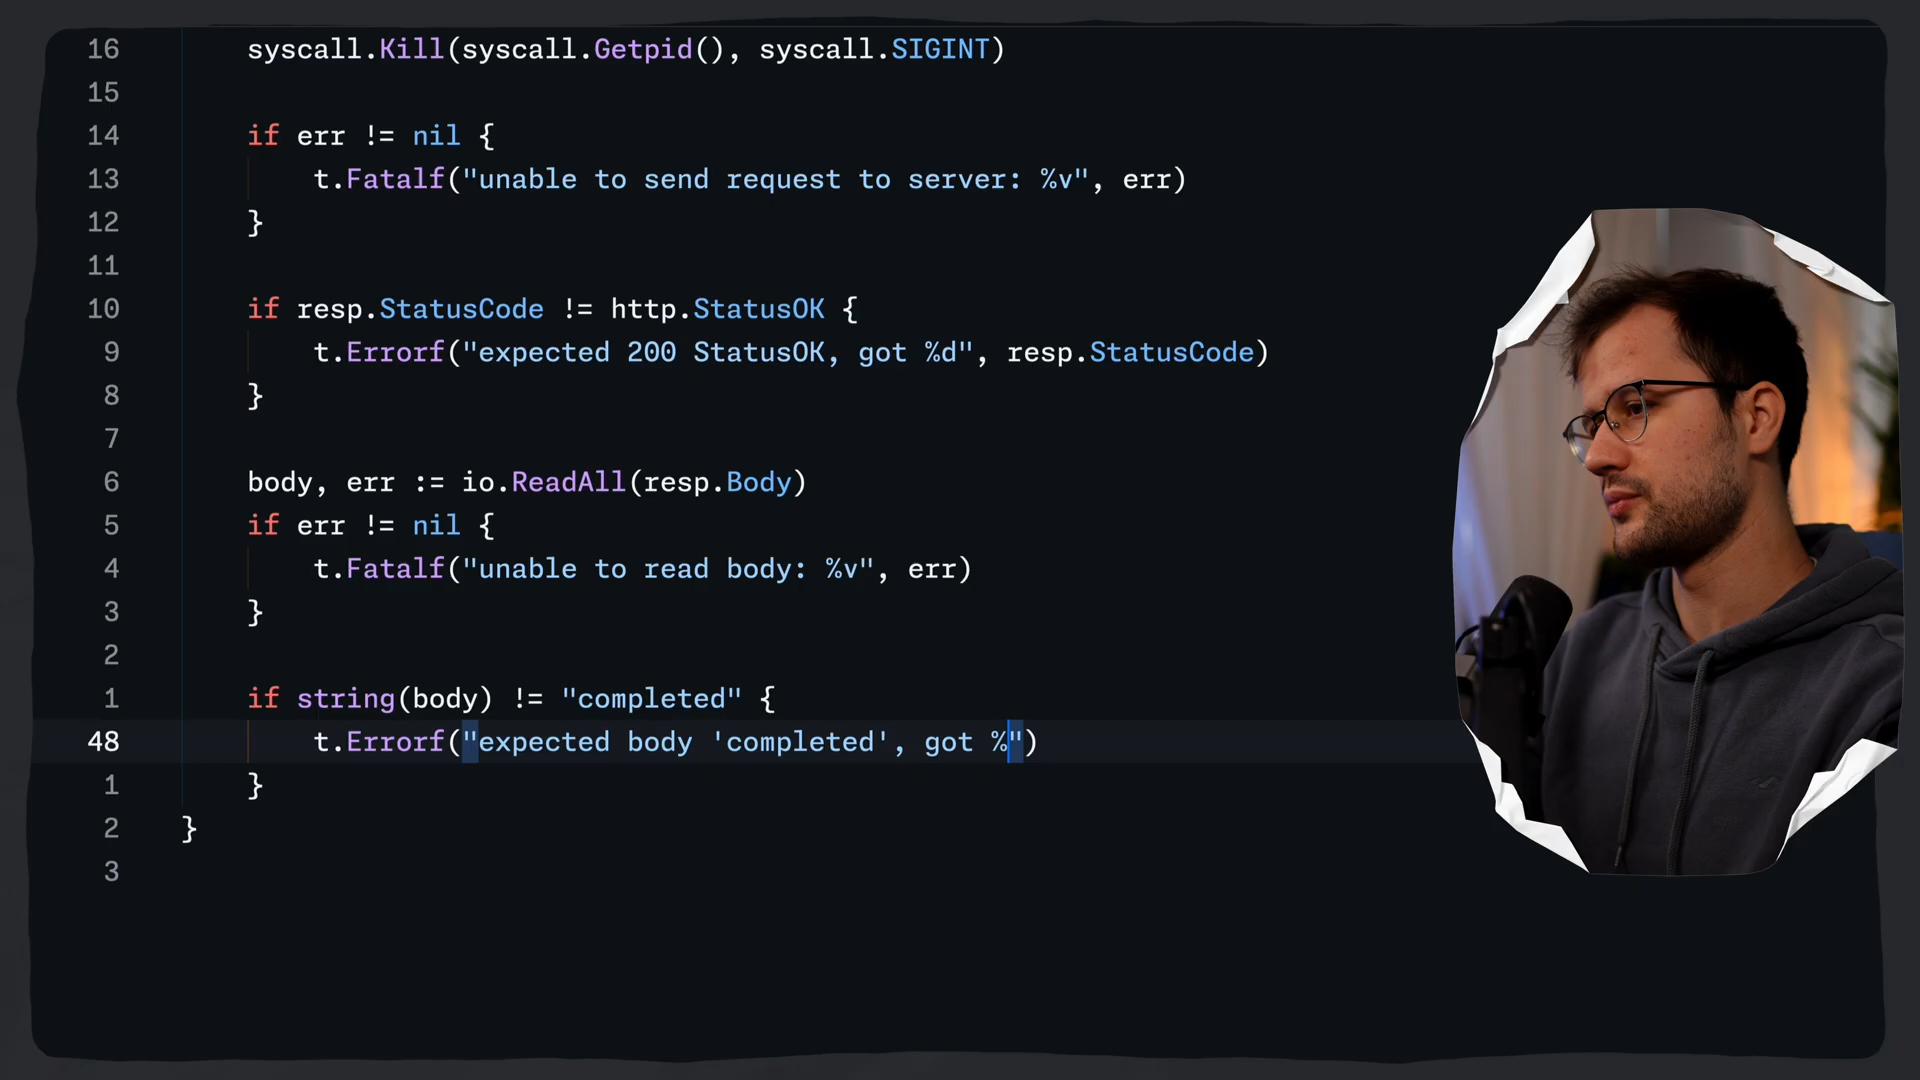 16 syscall.Kill(syscall.Getpid(), syscall.SIGINT)
15
14 if err != nil {
13 t.Fatalf("unable to send request to server: %v", err)
12 }
11
10 if resp.StatusCode != http.StatusOK {
9 t.Errorf("expected 200 StatusOK, got %d", resp.StatusCode)
8 }
7
6 body, err := io.ReadAll(resp.Body)
5 if err != nil {
4 t.Fatalf("unable to read body: %v", err)
3 }
2
1 if string(body) != "completed" {
48 t.Errorf("expected body 'completed', got %")
1 }
2 }
3